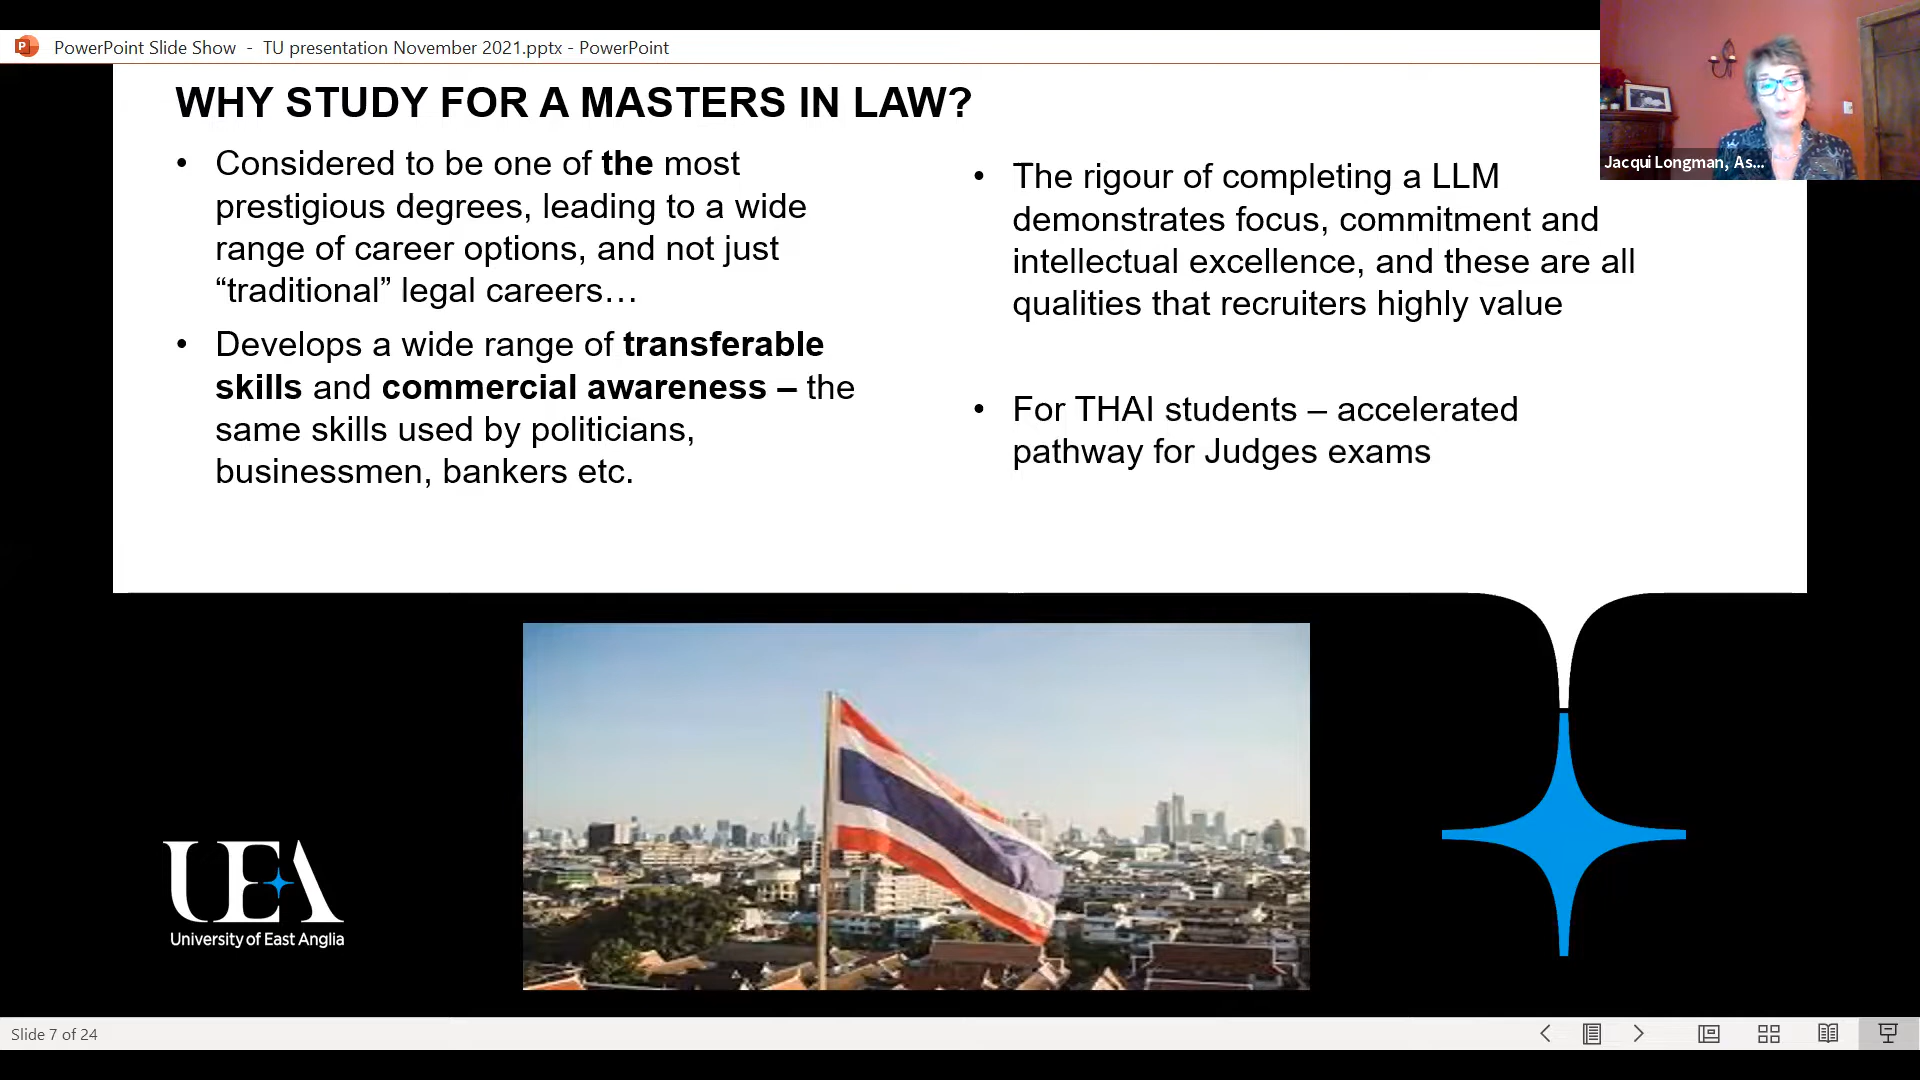 PowerPoint Slide Show - TU presentation November 2021.pptx - PowerPoint
WHY STUDY FOR A MASTERS IN LAW?
• Considered to be one of the most
prestigious degrees, leading to a wide
range of career options, and not just
“traditional” legal careers…
• Develops a wide range of transferable
skills and commercial awareness – the
same skills used by politicians,
businessmen, bankers etc.
• The rigour of completing a LLM
demonstrates focus, commitment and
intellectual excellence, and these are all
qualities that recruiters highly value
• For THAI students – accelerated
pathway for Judges exams
Jacqui Longman, As...
UEA
University of East Anglia
Slide 7 of 24